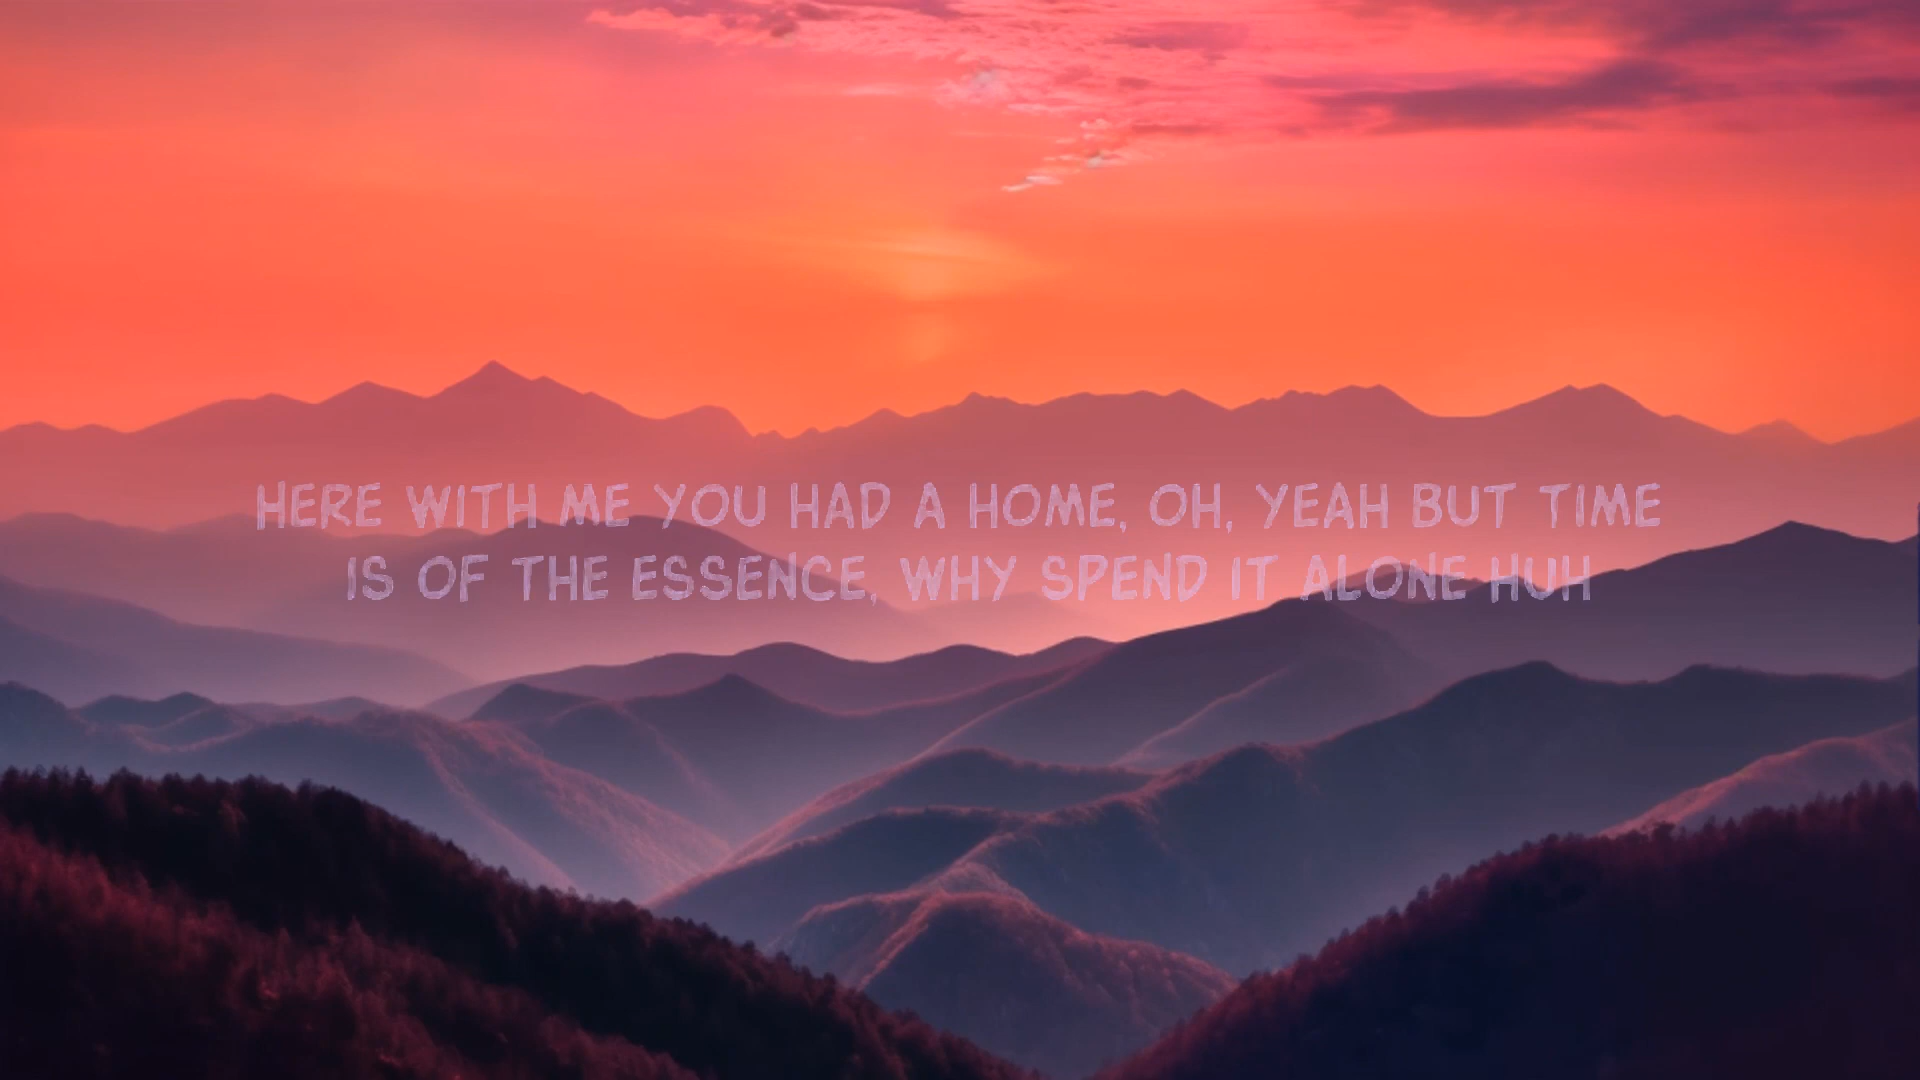 HERE WITH ME YOU HAD A HOME, OH, YEAH BUT TIME
IS OF THE ESSENCE, WHY SPEND IT ALONE HUH